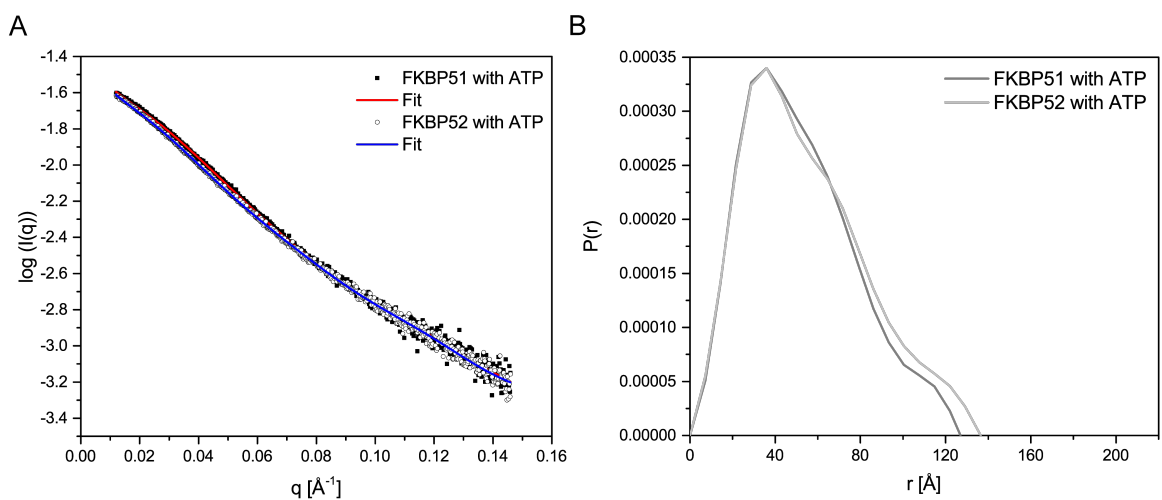 A
-1.4
-1.6
-1.8
-2.0
-2.2
-2.4
-2.6
-2.8
-3.0
-3.2
-3.4
log (I(q))
0.00 0.02 0.04 0.06 0.08 0.10 0.12 0.14 0.16
q [Å⁻¹]
FKBP51 with ATP
Fit
FKBP52 with ATP
Fit
B
0.00035
0.00030
0.00025
0.00020
0.00015
0.00010
0.00005
0.00000
P(r)
0 40 80 120 160 200
r [Å]
FKBP51 with ATP
FKBP52 with ATP